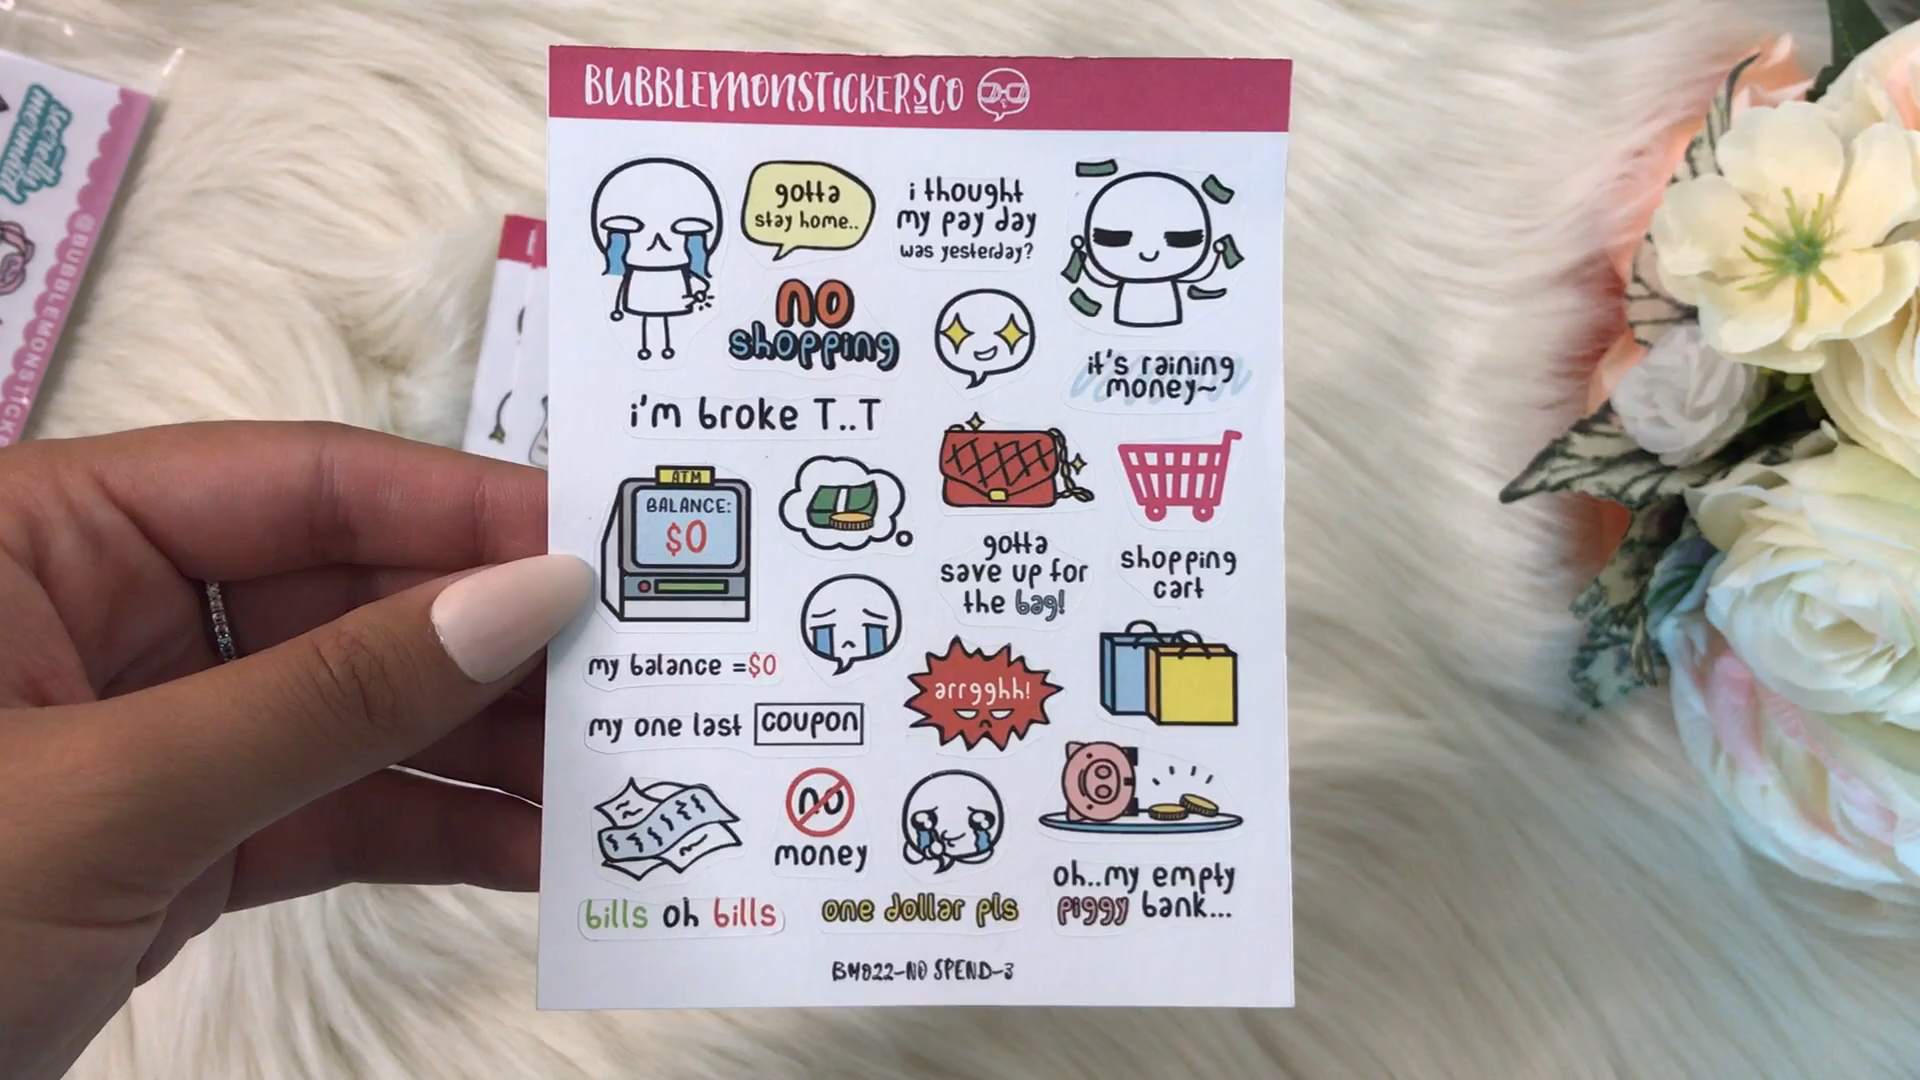 BUBBLEMONSTICKERSCO
gotta
stay home..
i thought
my pay day
was yesterday?
NO
shopping
it's raining
money~
i'm broke T..T
ATM
BALANCE:
$0
gotta
save up for
the bag!
shopping
cart
my balance =$0
arrgghh!
my one last coupon
NO
money
bills oh bills
one dollar pls
oh..my empty
piggy bank...
BM022-NO SPEND-3
mermaid
@BUBBLEMONSTICKE